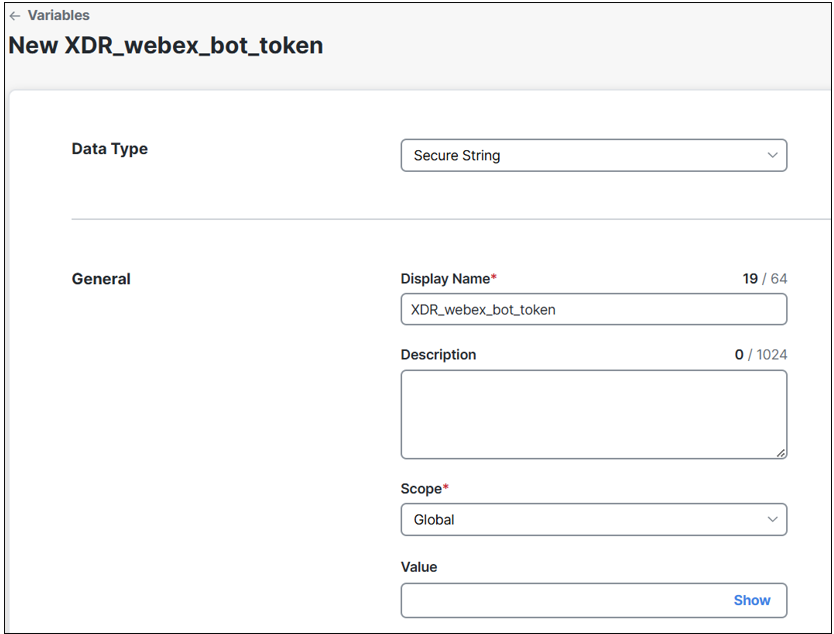 ← Variables
New XDR_webex_bot_token
Data Type
Secure String
General
Display Name* 19 / 64
XDR_webex_bot_token
Description 0 / 1024
Scope*
Global
Value
Show